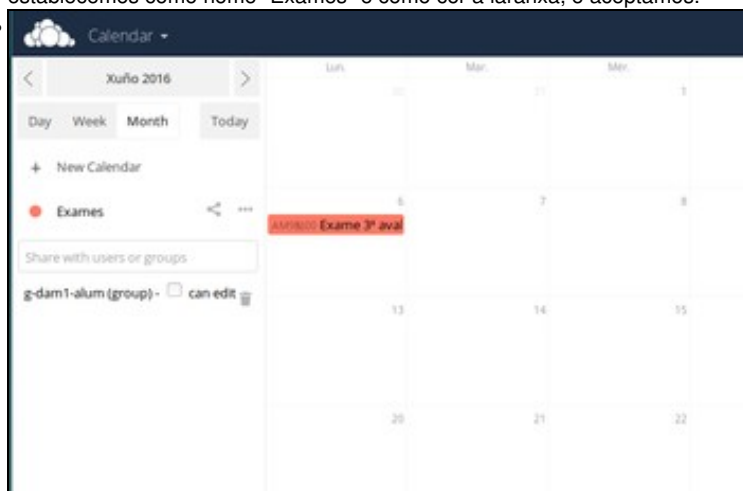 establecemos como nome "Exames" e como cor a laranxa, e aceptamos.
Calendar
Xuño 2016
Lun. Mar. Mér.
30 31 1
Day Week Month Today
+ New Calendar
Exames
6 7 8
Exame 3ª aval
Share with users or groups
g-dam1-alum (group) - can edit
13 14 15
20 21 22